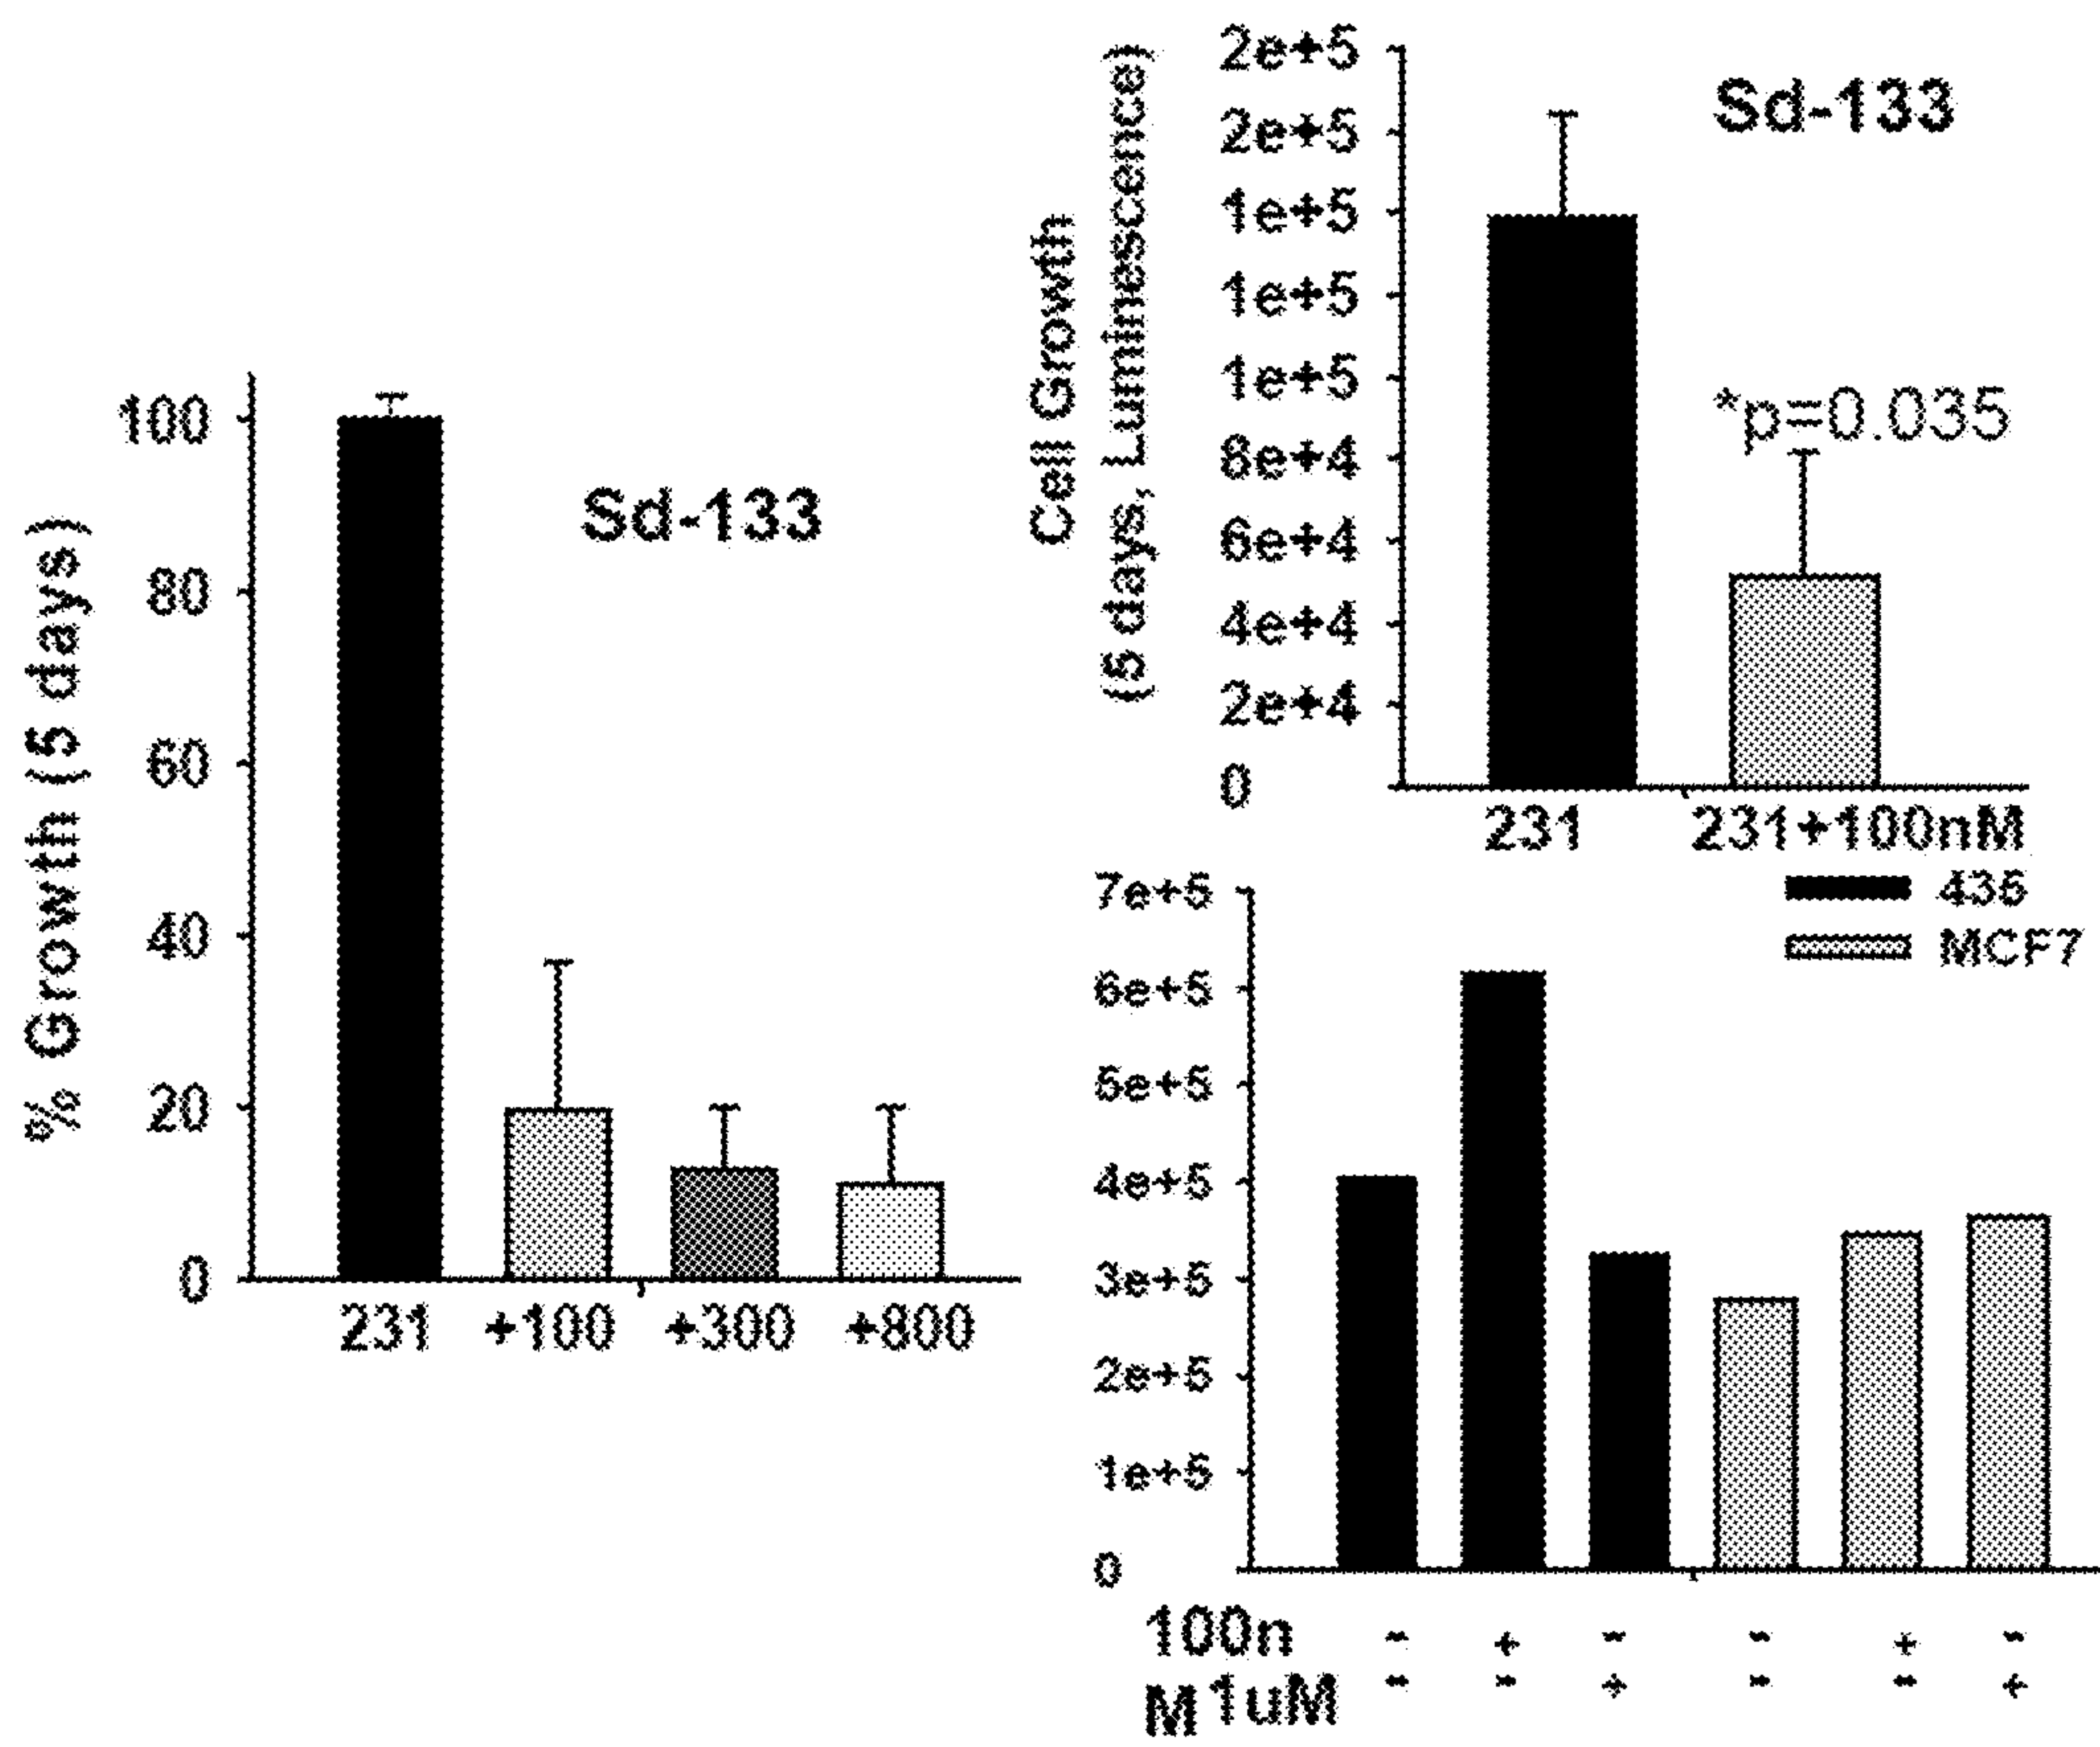 % Growth (5 days)
100
80
60
40
20
0
Sd-133
231 +100 +300 +800
Cell Growth
(5 days, Luminescence)
2e+5
2e+5
1e+5
1e+5
1e+5
8e+4
6e+4
4e+4
2e+4
0
Sd-133
*p=0.035
231 231+100nM
435
MCF7
7e+5
6e+5
5e+5
4e+5
3e+5
2e+5
1e+5
0
100n - + - - + -
M 1uM - - + - - +